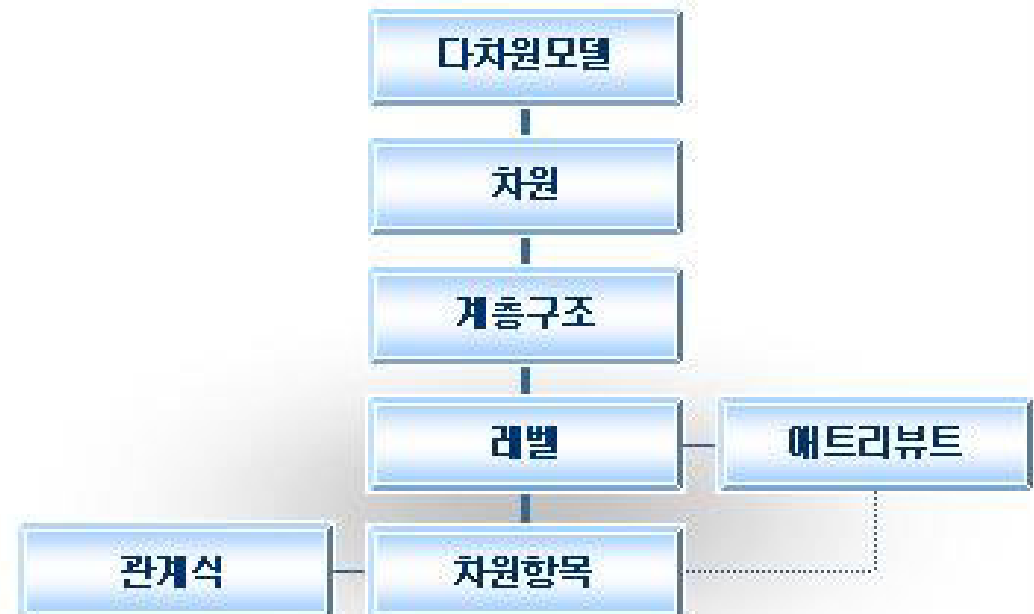 다차원모델
차원
계층구조
레벨
애트리뷰트
관계식
차원항목